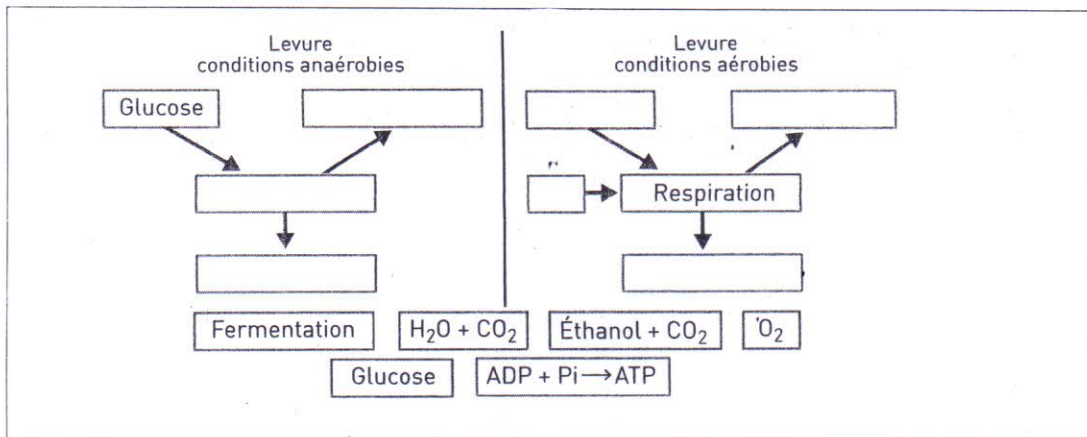 Levure
conditions anaérobies
Glucose
Levure
conditions aérobies
Respiration
Fermentation
H₂O + CO₂
Éthanol + CO₂
O₂
Glucose
ADP + Pi → ATP